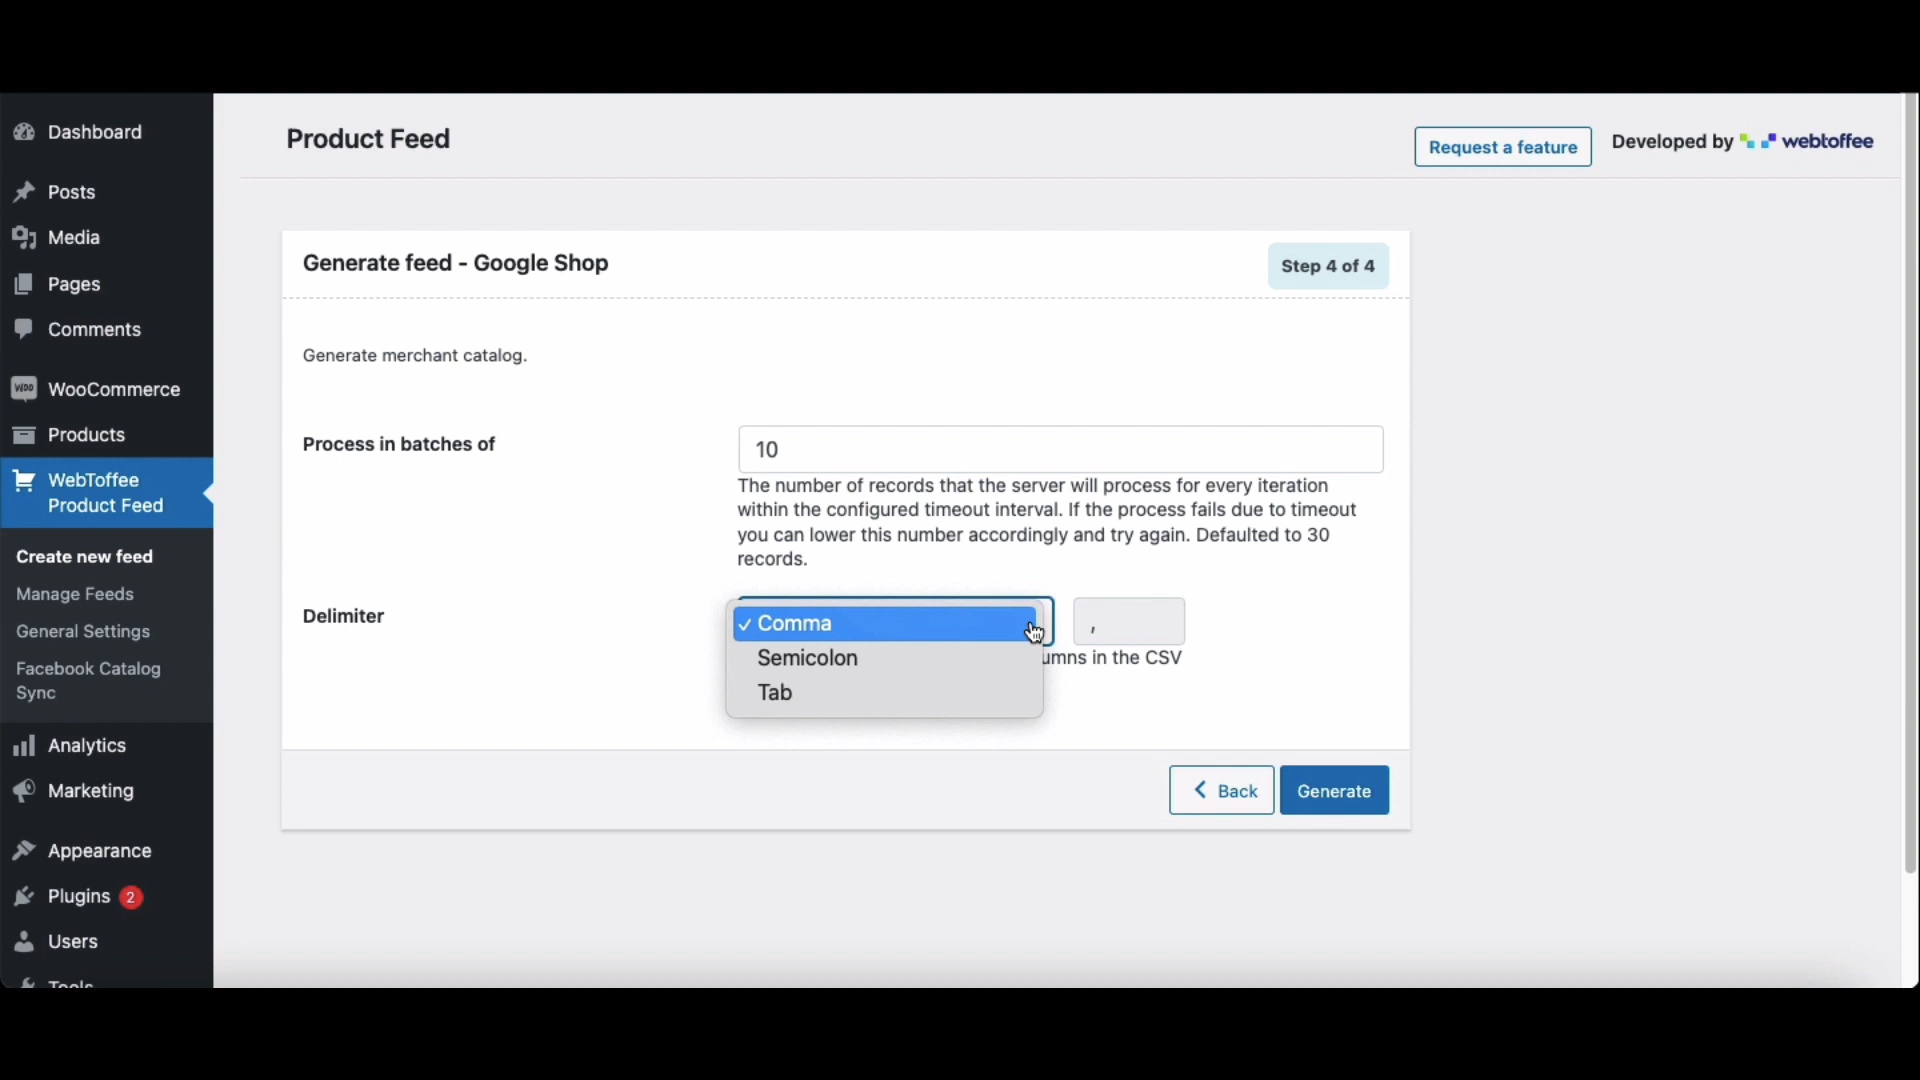 Dashboard
Posts
Media
Pages
Comments
WOO WooCommerce
Products
WebToffee
Product Feed
Create new feed
Manage Feeds
General Settings
Facebook Catalog
Sync
Analytics
Marketing
Appearance
Plugins 2
Users
Tools
Product Feed
Request a feature
Developed by webtoffee
Generate feed - Google Shop
Step 4 of 4
Generate merchant catalog.
Process in batches of
10
The number of records that the server will process for every iteration
within the configured timeout interval. If the process fails due to timeout
you can lower this number accordingly and try again. Defaulted to 30
records.
Delimiter
✓ Comma
,
Semicolon
umns in the CSV
Tab
Back
Generate